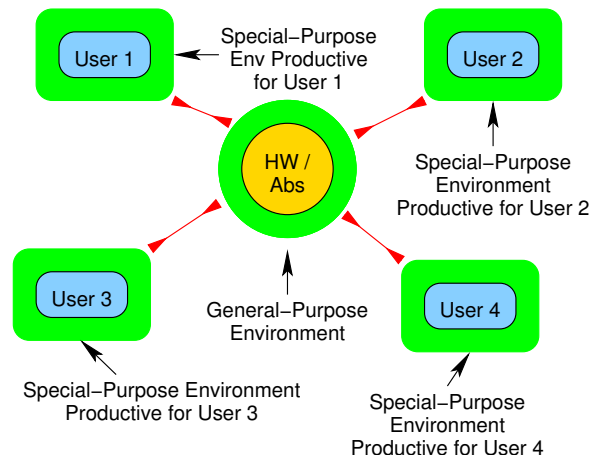 User 1
Special−Purpose
Env Productive
for User 1
User 2
Special−Purpose
Environment
Productive for User 2
HW /
Abs
General−Purpose
Environment
User 3
Special−Purpose Environment
Productive for User 3
User 4
Special−Purpose
Environment
Productive for User 4